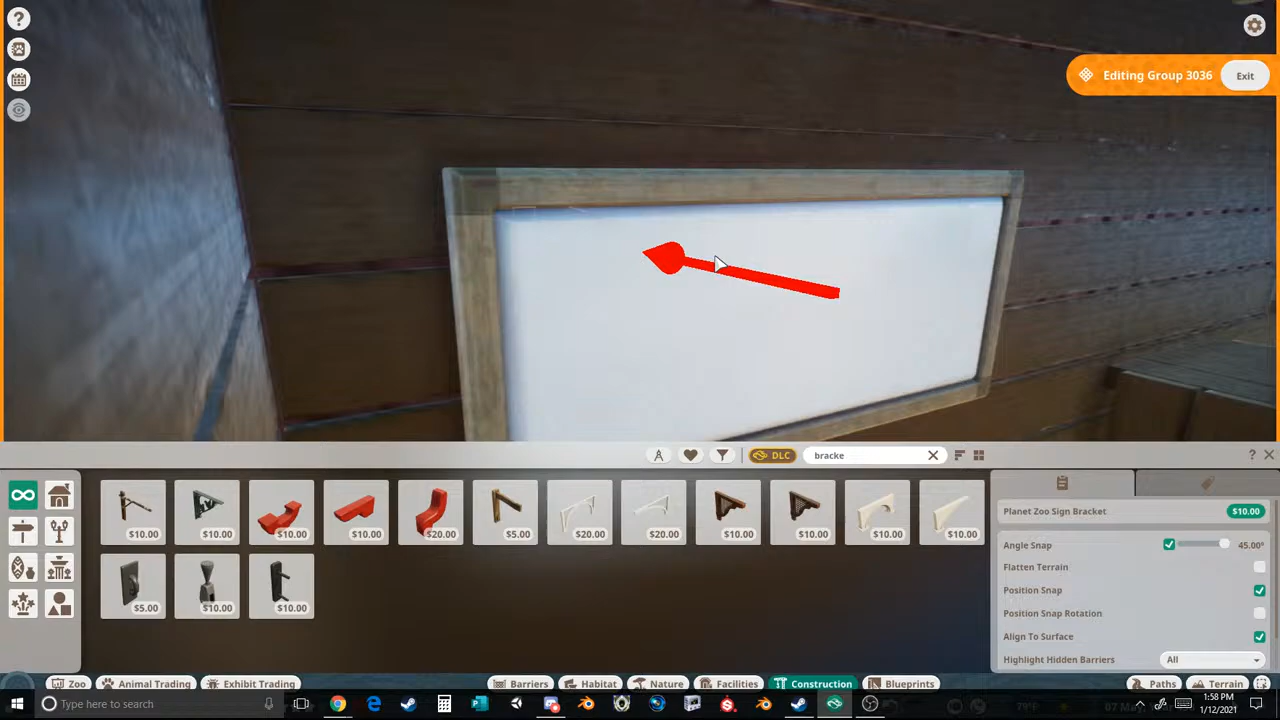 Editing Group 3036
Exit
DLC
bracke
$10.00
$10.00
$10.00
$10.00
$20.00
$5.00
$20.00
$20.00
$10.00
$10.00
$10.00
$10.00
$5.00
$10.00
$10.00
Planet Zoo Sign Bracket
$10.00
Angle Snap
45.00°
Flatten Terrain
Position Snap
Position Snap Rotation
Align To Surface
Highlight Hidden Barriers
All
Zoo
Animal Trading
Exhibit Trading
Barriers
Habitat
Nature
Facilities
Construction
Blueprints
Paths
Terrain
Type here to search
1:58 PM
1/12/2021